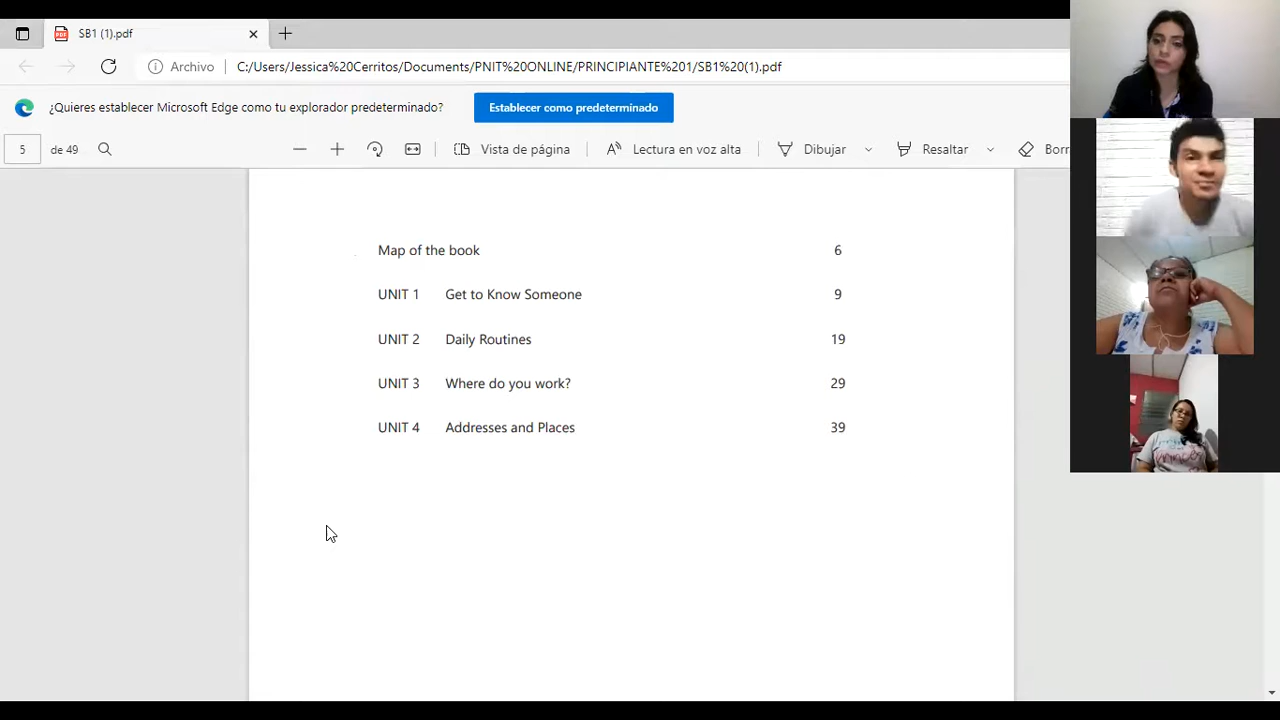 SB1 (1).pdf
Archivo C:/Users/Jessica%20Cerritos/Documents/INIT%20ONLINE/PRINCIPIANTE%201/SB1%20(1).pdf
¿Quieres establecer Microsoft Edge como tu explorador predeterminado? Establecer como predeterminado
5 de 49 Vista de Lectura en voz alta Resaltar Borr
Map of the book 6
UNIT 1 Get to Know Someone 9
UNIT 2 Daily Routines 19
UNIT 3 Where do you work? 29
UNIT 4 Addresses and Places 39